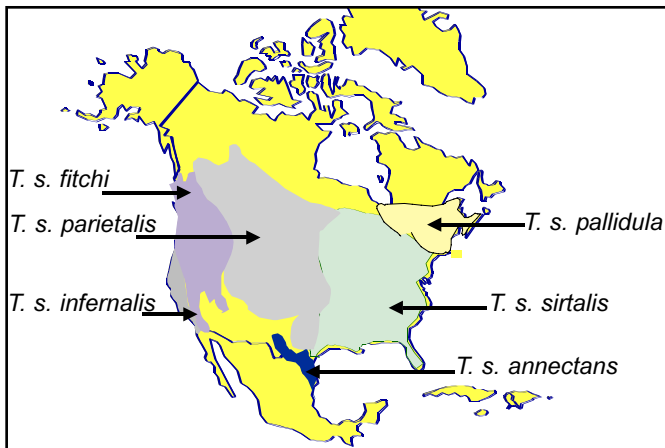 T. s. fitchi
T. s. parietalis
T. s. pallidula
T. s. infernalis
T. s. sirtalis
T. s. annectans